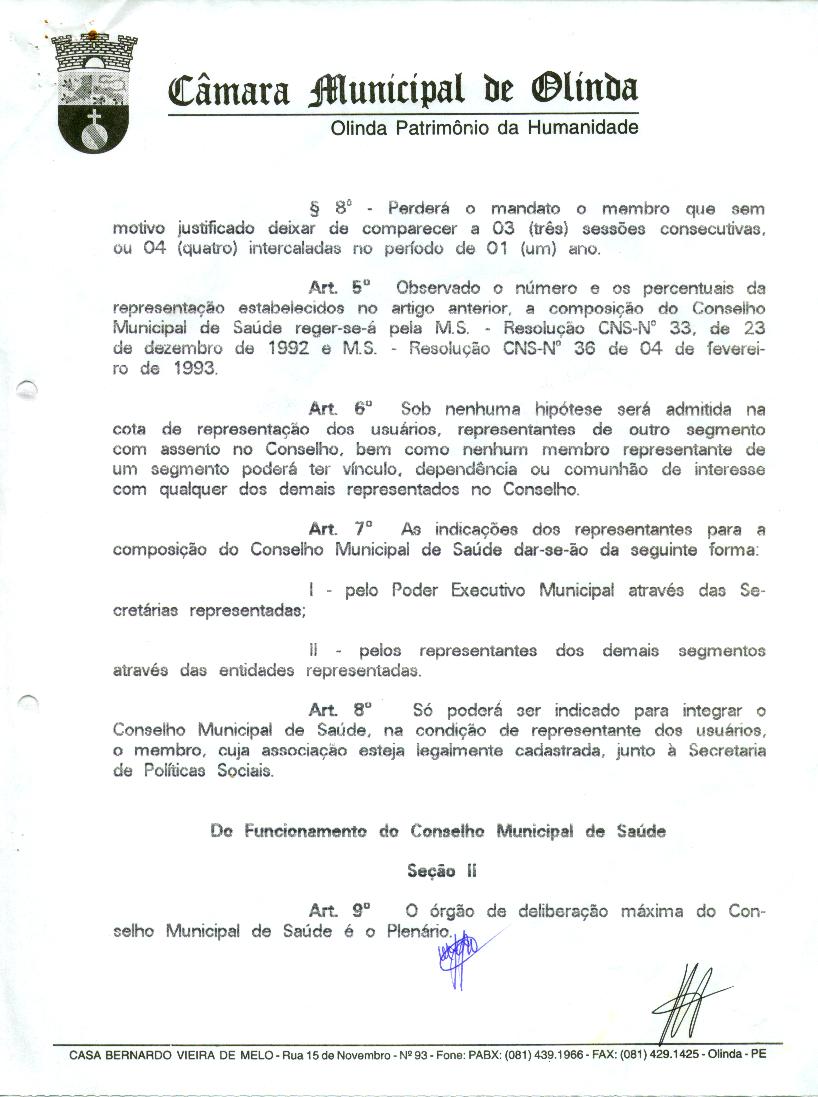 Câmara Municipal de Olinda
Olinda Patrimônio da Humanidade
§ 8º - Perderá o mandato o membro que sem
motivo justificado deixar de comparecer a 03 (três) sessões consecutivas,
ou 04 (quatro) intercaladas no período de 01 (um) ano.
Art. 5º Observado o número e os percentuais da
representação estabelecidos no artigo anterior, a composição do Conselho
Municipal de Saúde reger-se-á pela M.S. - Resolução CNS-Nº 33, de 23
de dezembro de 1992 e M.S. - Resolução CNS-Nº 36 de 04 de feverei-
ro de 1993.
Art. 6º Sob nenhuma hipótese será admitida na
cota de representação dos usuários, representantes de outro segmento
com assento no Conselho, bem como nenhum membro representante de
um segmento poderá ter vínculo, dependência ou comunhão de interesse
com qualquer dos demais representados no Conselho.
Art. 7º As indicações dos representantes para a
composição do Conselho Municipal de Saúde dar-se-ão da seguinte forma:
I - pelo Poder Executivo Municipal através das Se-
cretárias representadas;
II - pelos representantes dos demais segmentos
através das entidades representadas.
Art. 8º Só poderá ser indicado para integrar o
Conselho Municipal de Saúde, na condição de representante dos usuários,
o membro, cuja associação esteja legalmente cadastrada, junto à Secretaria
de Políticas Sociais.
Do Funcionamento do Conselho Municipal de Saúde
Seção II
Art. 9º O órgão de deliberação máxima do Con-
selho Municipal de Saúde é o Plenário.
CASA BERNARDO VIEIRA DE MELO - Rua 15 de Novembro - Nº 93 - Fone: PABX: (081) 439.1966 - FAX: (081) 429.1425 - Olinda - PE